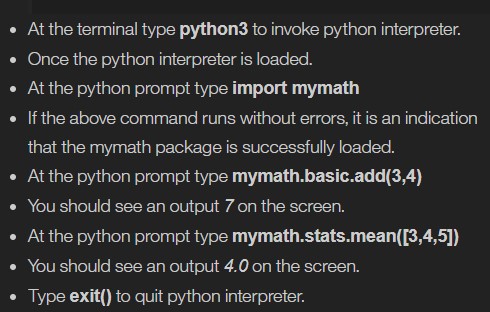 • At the terminal type python3 to invoke python interpreter.
• Once the python interpreter is loaded.
• At the python prompt type import mymath
• If the above command runs without errors, it is an indication
that the mymath package is successfully loaded.
• At the python prompt type mymath.basic.add(3,4)
• You should see an output 7 on the screen.
• At the python prompt type mymath.stats.mean([3,4,5])
• You should see an output 4.0 on the screen.
• Type exit() to quit python interpreter.